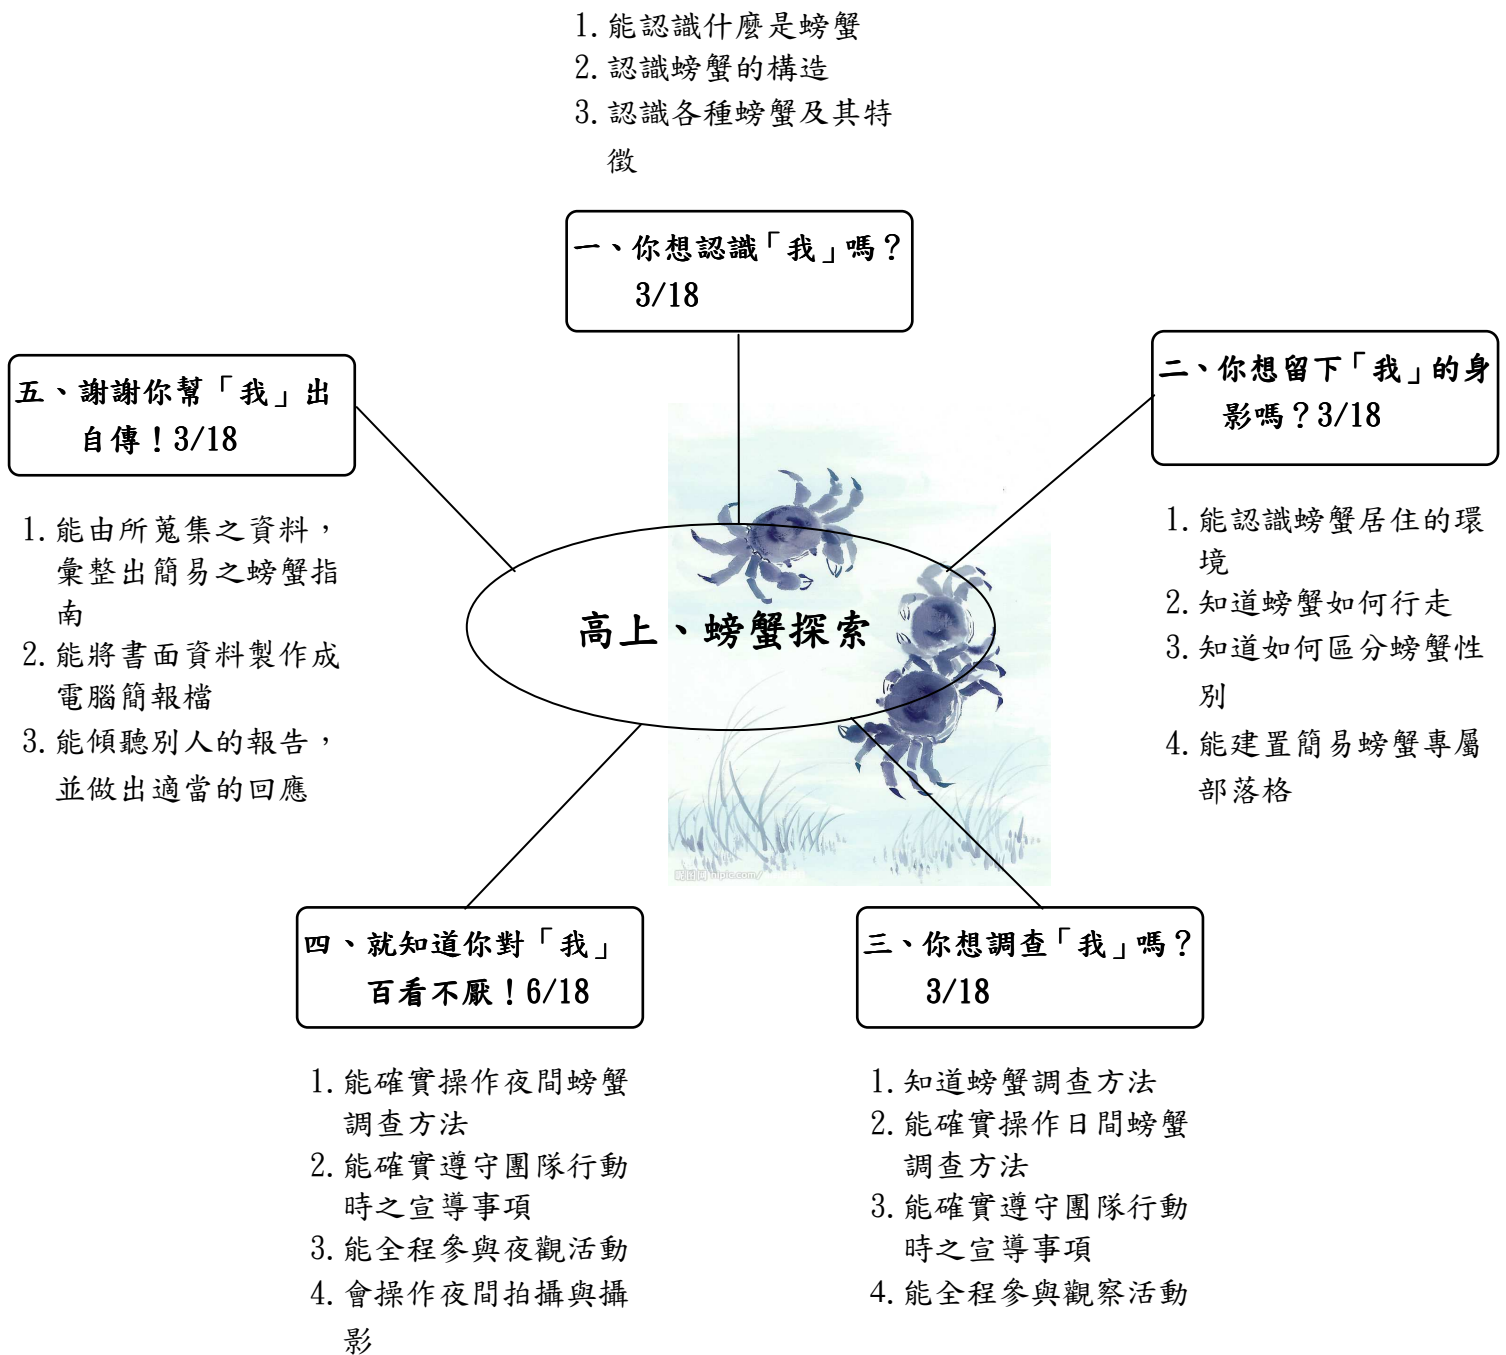 1. 能認識什麼是螃蟹
2. 認識螃蟹的構造
3. 認識各種螃蟹及其特
徵
一、你想認識「我」嗎？
3/18
二、你想留下「我」的身
影嗎？3/18
1. 能認識螃蟹居住的環
境
2. 知道螃蟹如何行走
3. 知道如何區分螃蟹性
別
4. 能建置簡易螃蟹專屬
部落格
五、謝謝你幫「我」出
自傳！3/18
1. 能由所蒐集之資料，
彙整出簡易之螃蟹指
南
2. 能將書面資料製作成
電腦簡報檔
3. 能傾聽別人的報告，
並做出適當的回應
高上、螃蟹探索
昵图网 nipic.com/
四、就知道你對「我」
百看不厭！6/18
1. 能確實操作夜間螃蟹
調查方法
2. 能確實遵守團隊行動
時之宣導事項
3. 能全程參與夜觀活動
4. 會操作夜間拍攝與攝
影
三、你想調查「我」嗎？
3/18
1. 知道螃蟹調查方法
2. 能確實操作日間螃蟹
調查方法
3. 能確實遵守團隊行動
時之宣導事項
4. 能全程參與觀察活動